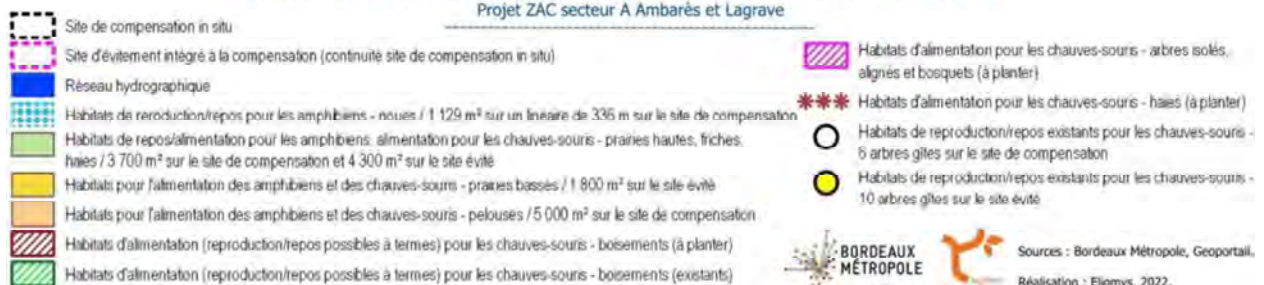 Projet ZAC secteur A Ambarès et Lagrave
Site de compensation in situ
Site d'évitement intégré à la compensation (continuité site de compensation in situ)
Réseau hydrographique
Habitats de reroduction/repos pour les amphibiens - noues / 1 129 m² sur un linéaire de 336 m sur le site de compensation
Habitats de repos/alimentation pour les amphibiens: alimentation pour les chauves-souris - prairies hautes, friches,
haies / 3 700 m² sur le site de compensation et 4 300 m² sur le site évité
Habitats pour l'alimentation des amphibiens et des chauves-souris - prairies basses / 1 800 m² sur le site évité
Habitats pour l'alimentation des amphibiens et des chauves-souris - pelouses / 5 000 m² sur le site de compensation
Habitats d'alimentation (reproduction/repos possibles à termes) pour les chauves-souris - boisements (à planter)
Habitats d'alimentation (reproduction/repos possibles à termes) pour les chauves-souris - boisements (existants)
Habitats d'alimentation pour les chauves-souris - arbres isolés,
alignés et bosquets (à planter)
Habitats d'alimentation pour les chauves-souris - haies (à planter)
Habitats de reproduction/repos existants pour les chauves-souris -
6 arbres gîtes sur le site de compensation
Habitats de reproduction/repos existants pour les chauves-souris -
10 arbres gîtes sur le site évité
BORDEAUX
MÉTROPOLE
Sources : Bordeaux Métropole, Geoportail.
Réalisation : Eliomys, 2022.